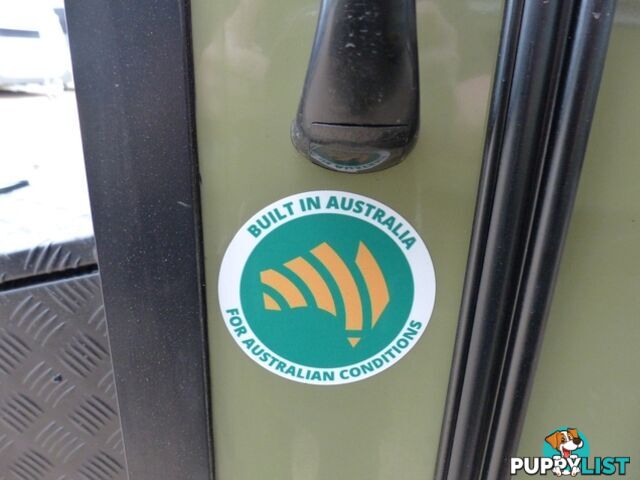 BUILT IN AUSTRALIA
FOR AUSTRALIAN CONDITIONS
PUPPYLIST